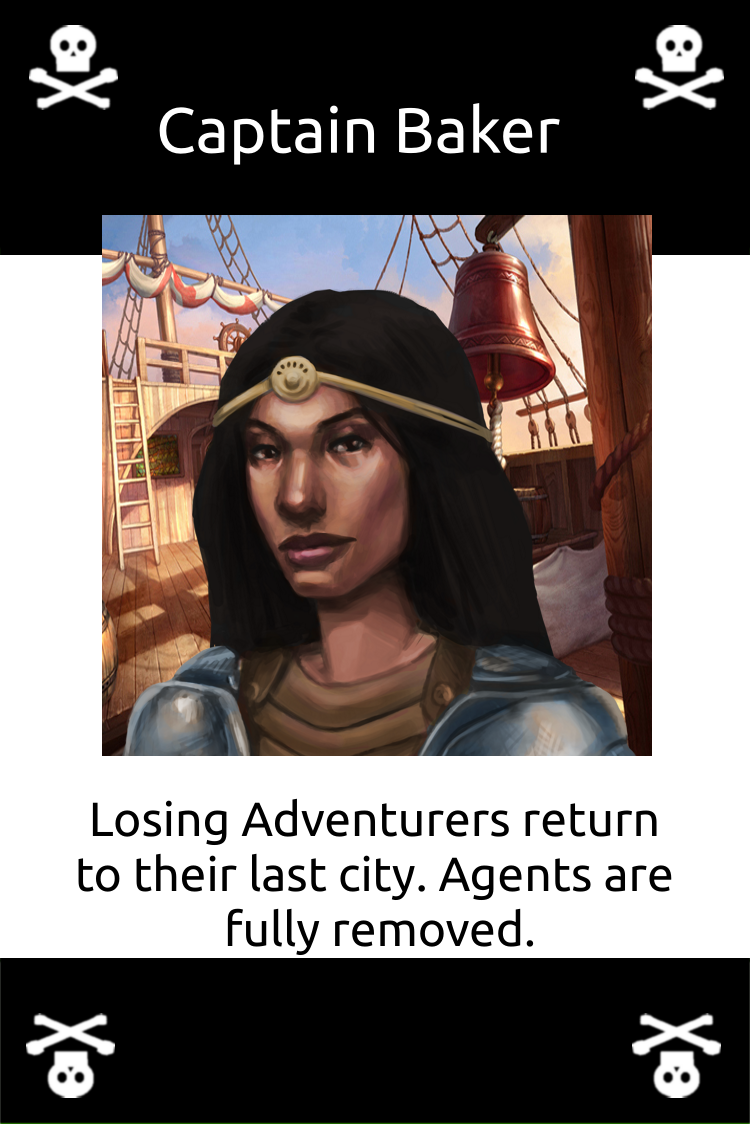 Captain Baker
Losing Adventurers return
to their last city. Agents are
fully removed.